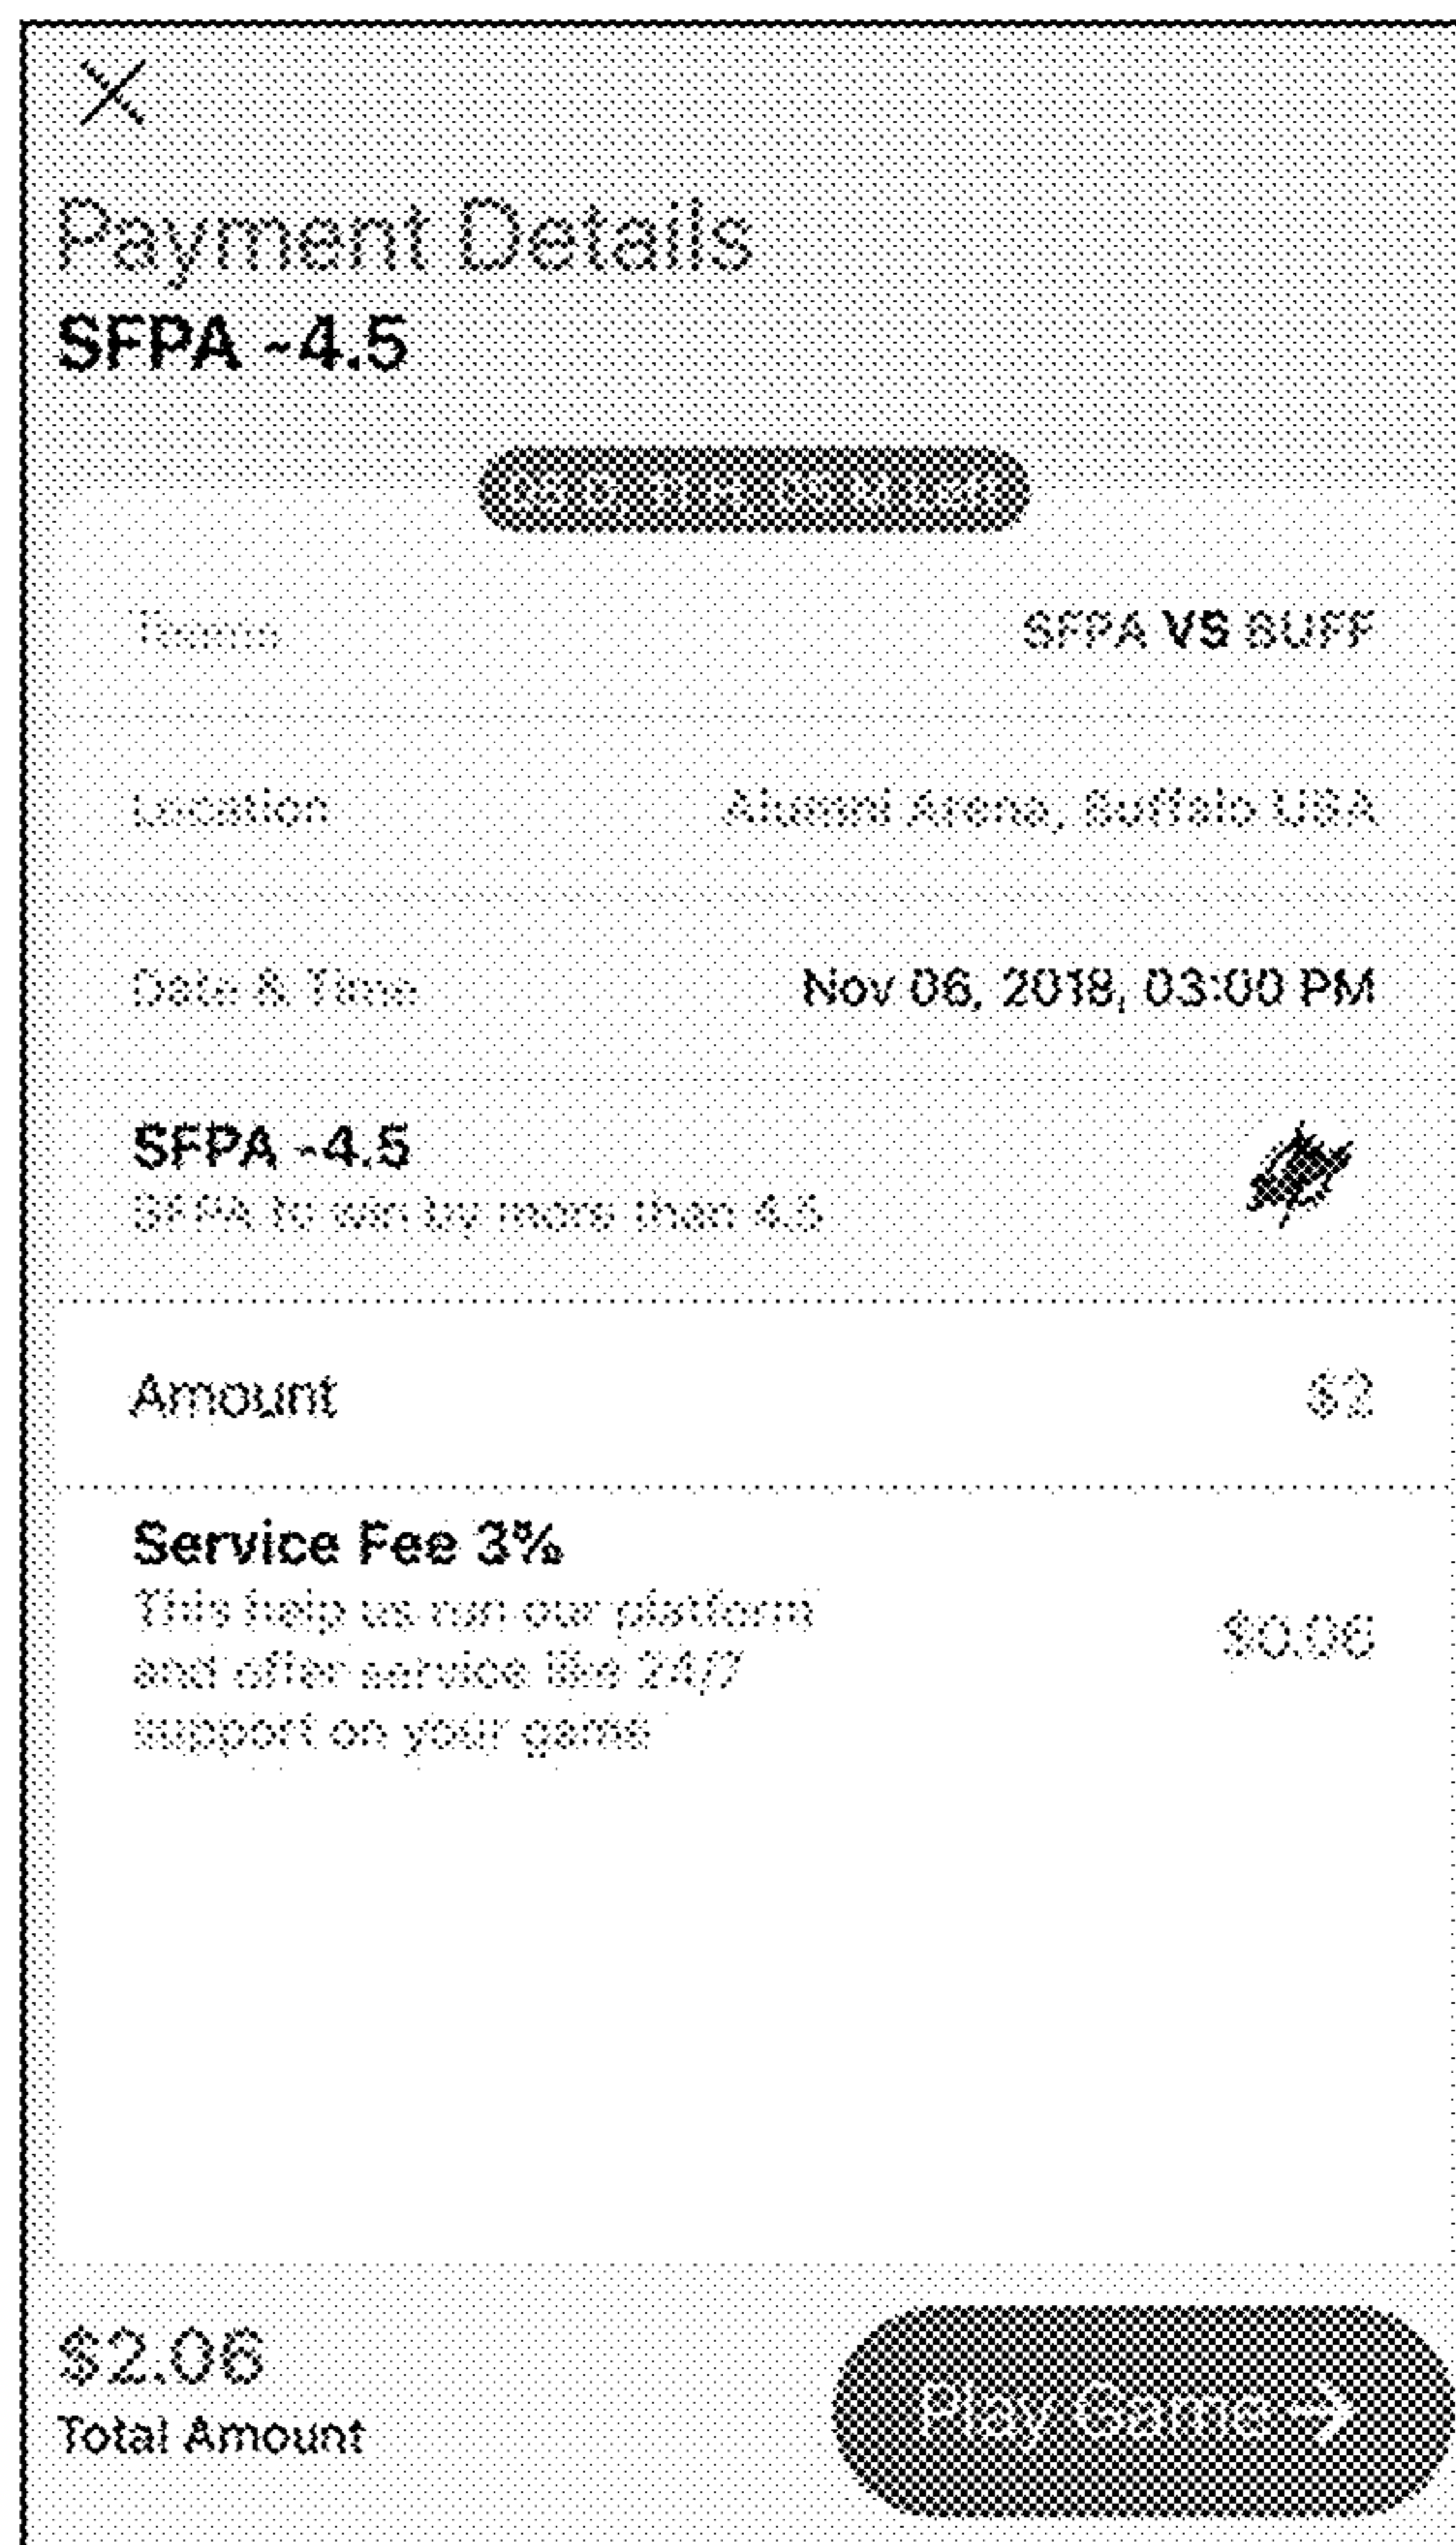 Payment Details
SFPA -4.5
Teams
SFPA VS BUFF
Location
Alumni Arena, Buffalo USA
Date & Time
Nov 06, 2018, 03:00 PM
SFPA -4.5
SFPA to win by more than 4.5
Amount
$2
Service Fee 3%
$0.06
This help us run our platform
and offer service like 24/7
support on your game
$2.06
Total Amount
Play Game →